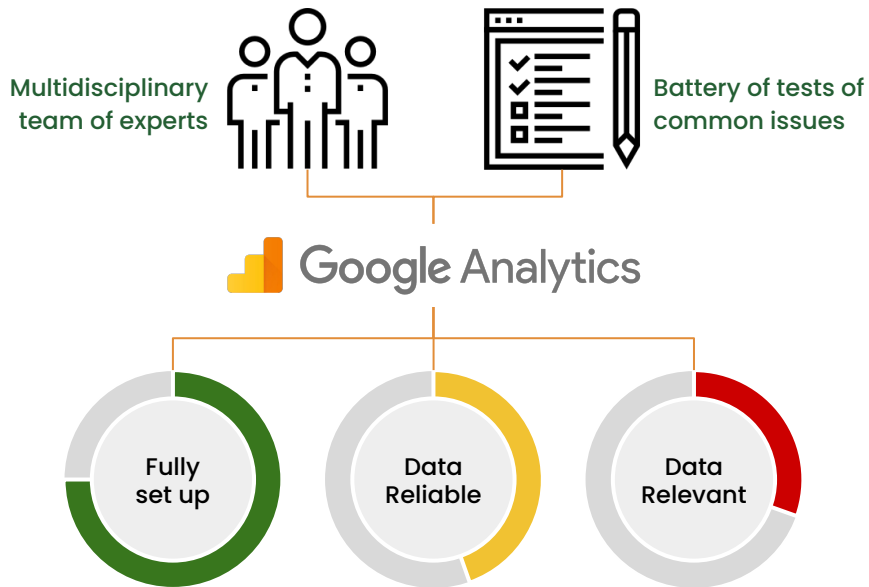 Multidisciplinary
team of experts
Battery of tests of
common issues
Google Analytics
Fully
set up
Data
Reliable
Data
Relevant